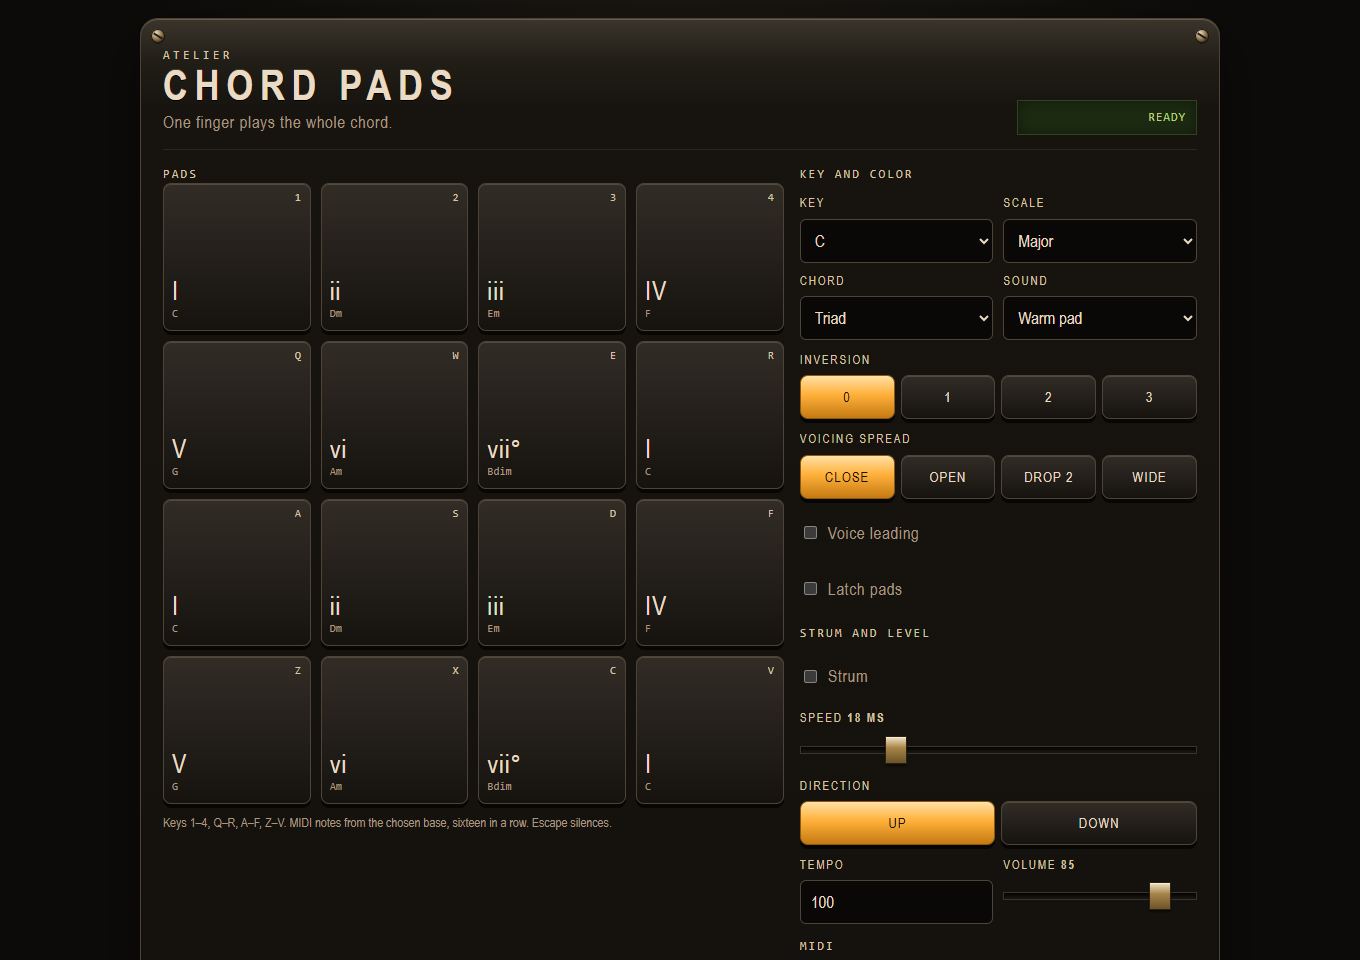 ATELIER
CHORD PADS
One finger plays the whole chord.
READY
PADS
1
I
C
2
ii
Dm
3
iii
Em
4
IV
F
Q
V
G
W
vi
Am
E
vii°
Bdim
R
I
C
A
I
C
S
ii
Dm
D
iii
Em
F
IV
F
Z
V
G
X
vi
Am
C
vii°
Bdim
V
I
C
Keys 1–4, Q–R, A–F, Z–V. MIDI notes from the chosen base, sixteen in a row. Escape silences.
KEY AND COLOR
KEY
C
SCALE
Major
CHORD
Triad
SOUND
Warm pad
INVERSION
0 1 2 3
VOICING SPREAD
CLOSE OPEN DROP 2 WIDE
Voice leading
Latch pads
STRUM AND LEVEL
Strum
SPEED 18 MS
DIRECTION
UP DOWN
TEMPO
100
VOLUME 85
MIDI